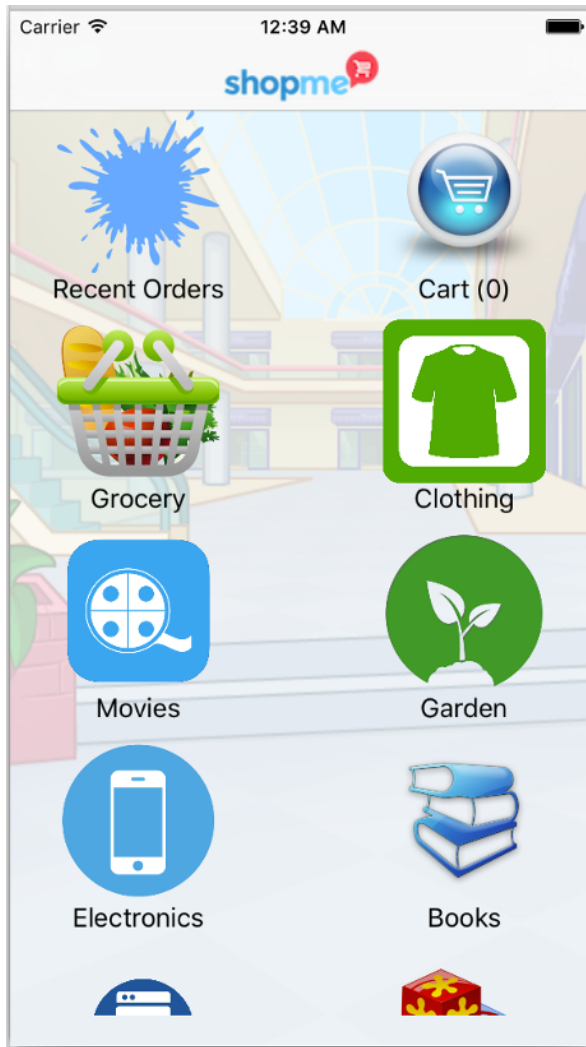 Carrier 12:39 AM
shopme
Recent Orders Cart (0)
Grocery Clothing
Movies Garden
Electronics Books